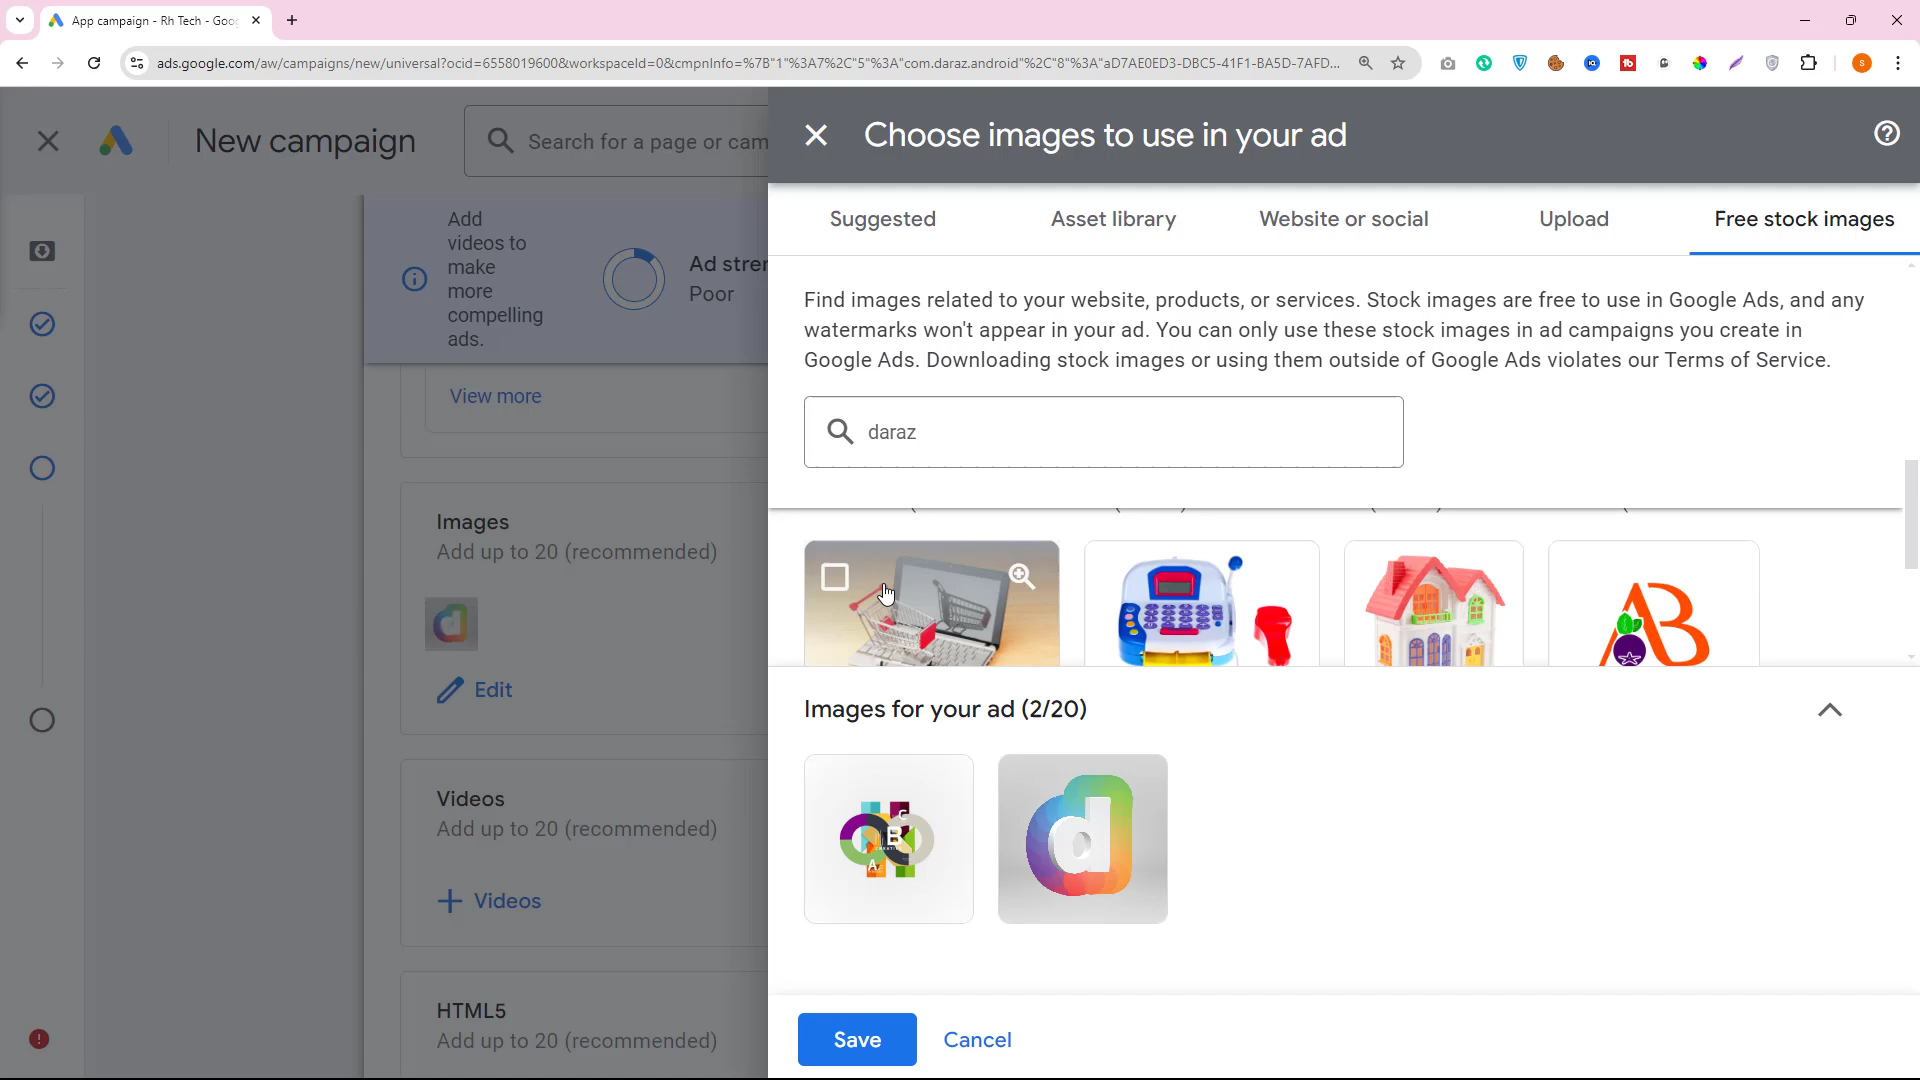 App campaign - Rh Tech - Goog
ads.google.com/aw/campaigns/new/universal?ocid=6558019600&workspaceId=0&cmpnInfo=%7B"1"%3A7%2C"5"%3A"com.daraz.android"%2C"8"%3A"aD7AE0ED3-DBC5-41F1-BA5D-7AFD...
New campaign
Search for a page or cam
Choose images to use in your ad
Suggested
Asset library
Website or social
Upload
Free stock images
Add
videos to
make
more
compelling
ads.
Ad stren
Poor
View more
Find images related to your website, products, or services. Stock images are free to use in Google Ads, and any
watermarks won't appear in your ad. You can only use these stock images in ad campaigns you create in
Google Ads. Downloading stock images or using them outside of Google Ads violates our Terms of Service.
daraz
Images
Add up to 20 (recommended)
Edit
AB
Images for your ad (2/20)
C
B
A
d
Videos
Add up to 20 (recommended)
Videos
HTML5
Add up to 20 (recommended)
Save
Cancel